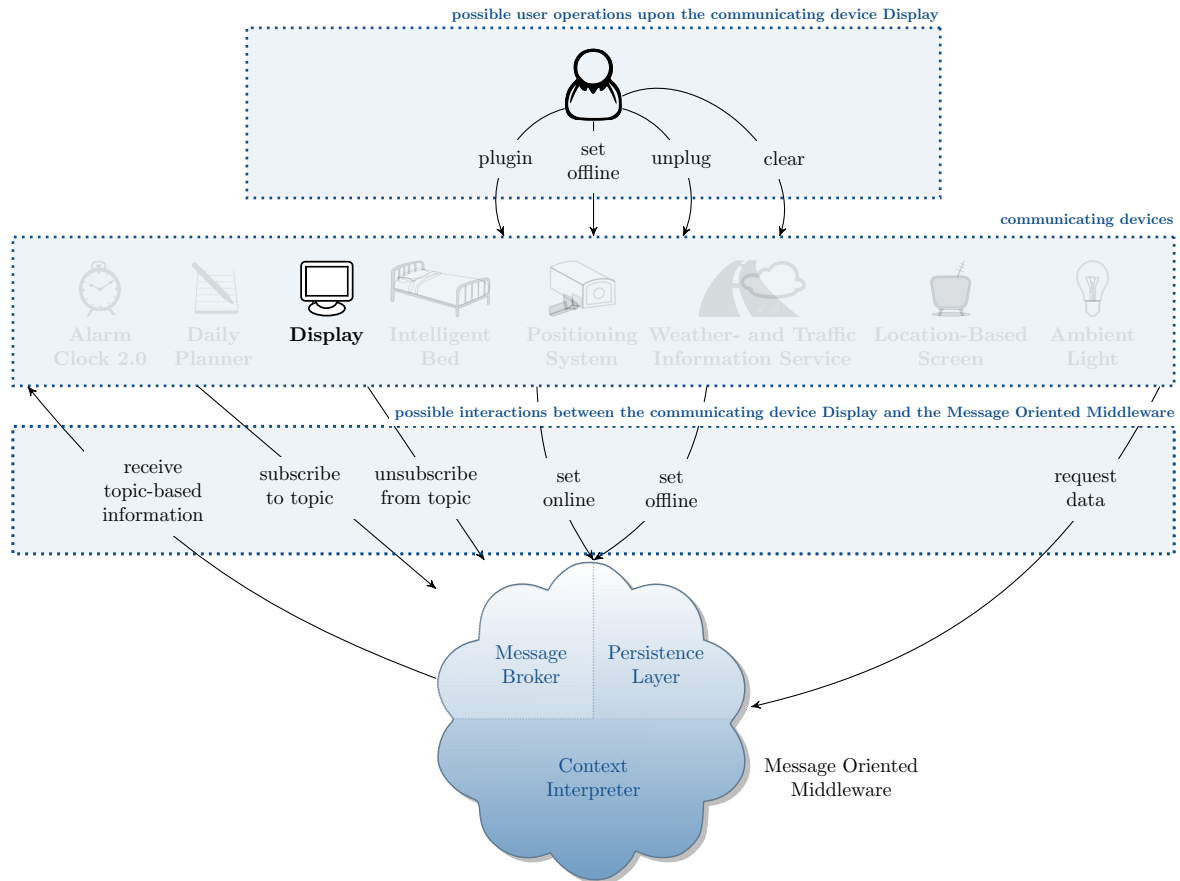 possible user operations upon the communicating device Display
plugin
set
offline
unplug
clear
communicating devices
Alarm
Clock 2.0
Daily
Planner
Display
Intelligent
Bed
Positioning
System
Weather- and Traffic
Information Service
Location-Based
Screen
Ambient
Light
possible interactions between the communicating device Display and the Message Oriented Middleware
receive
topic-based
information
subscribe
to topic
unsubscribe
from topic
set
online
set
offline
request
data
Message
Broker
Persistence
Layer
Context
Interpreter
Message Oriented
Middleware